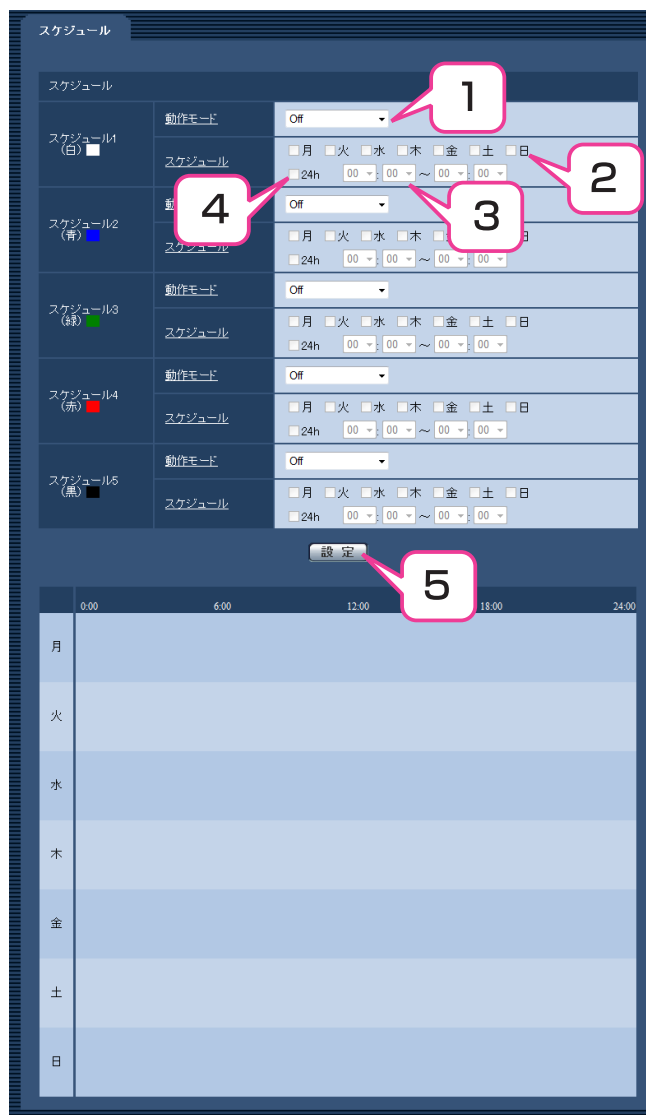 スケジュール
スケジュール
スケジュール1
(白)
動作モード
Off
1
スケジュール
月 火 水 木 金 土 日
24h 00 : 00 ~ 00 : 00
2
3
4
スケジュール2
(青)
動
Off
スケジュール
月 火 水 木 日
24h 00 : 00 ~ 00 : 00
スケジュール3
(緑)
動作モード
Off
スケジュール
月 火 水 木 金 土 日
24h 00 : 00 ~ 00 : 00
スケジュール4
(赤)
動作モード
Off
スケジュール
月 火 水 木 金 土 日
24h 00 : 00 ~ 00 : 00
スケジュール5
(黒)
動作モード
Off
スケジュール
月 火 水 木 金 土 日
24h 00 : 00 ~ 00 : 00
設 定
5
0:00 6:00 12:00 18:00 24:00
月
火
水
木
金
土
日